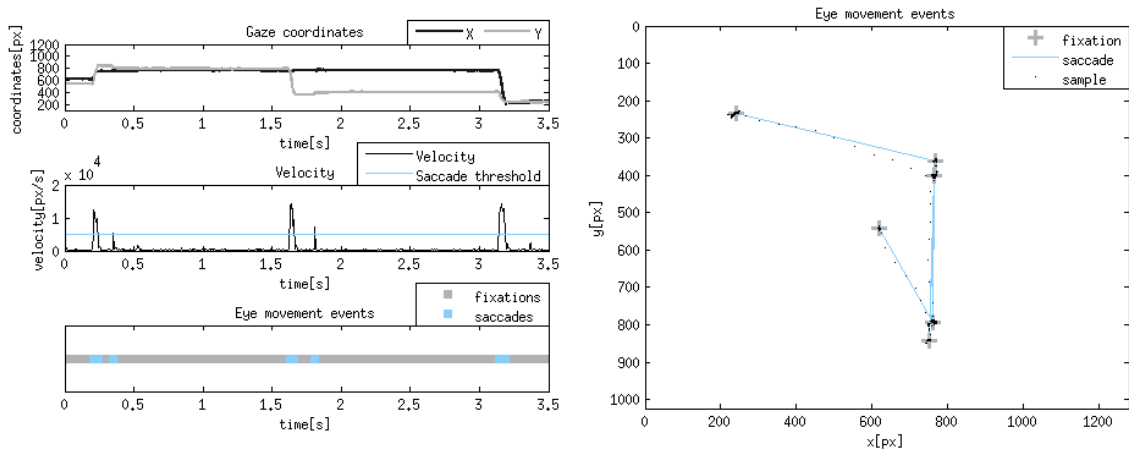 Gaze coordinates
X Y
coordinates[px]
1200
1000
800
600
400
200
0 0.5 1 1.5 2 2.5 3 3.5
time[s]
Velocity
x 10^4
Velocity
Saccade threshold
velocity[px/s]
2
1
0
0 0.5 1 1.5 2 2.5 3 3.5
time[s]
Eye movement events
fixations
saccades
0 0.5 1 1.5 2 2.5 3 3.5
time[s]
Eye movement events
fixation
saccade
sample
y[px]
0
100
200
300
400
500
600
700
800
900
1000
0 200 400 600 800 1000 1200
x[px]